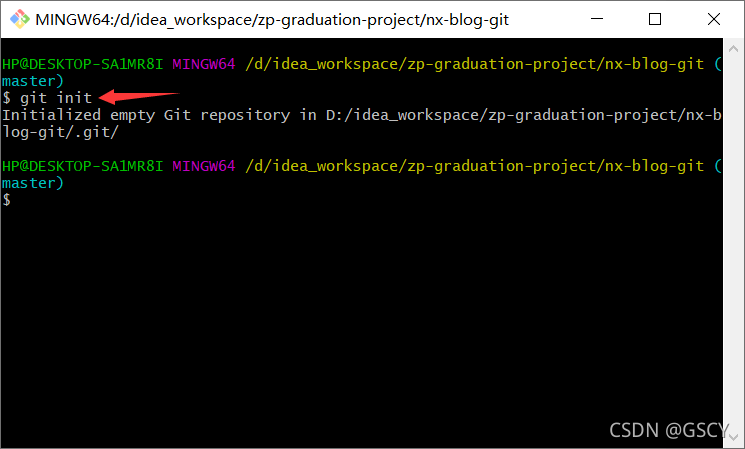 MINGW64:/d/idea_workspace/zp-graduation-project/nx-blog-git
HP@DESKTOP-SA1MR8I MINGW64 /d/idea_workspace/zp-graduation-project/nx-blog-git (
master)
$ git init
Initialized empty Git repository in D:/idea_workspace/zp-graduation-project/nx-b
log-git/.git/
HP@DESKTOP-SA1MR8I MINGW64 /d/idea_workspace/zp-graduation-project/nx-blog-git (
master)
$
CSDN @GSCY